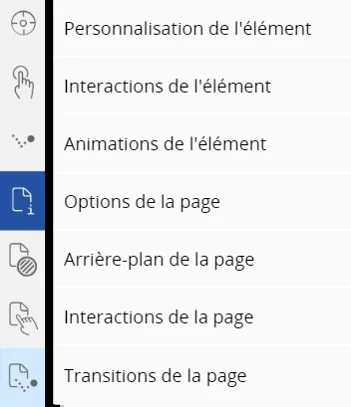 Personnalisation de l'élément
Interactions de l'élément
Animations de l'élément
Options de la page
Arrière-plan de la page
Interactions de la page
Transitions de la page